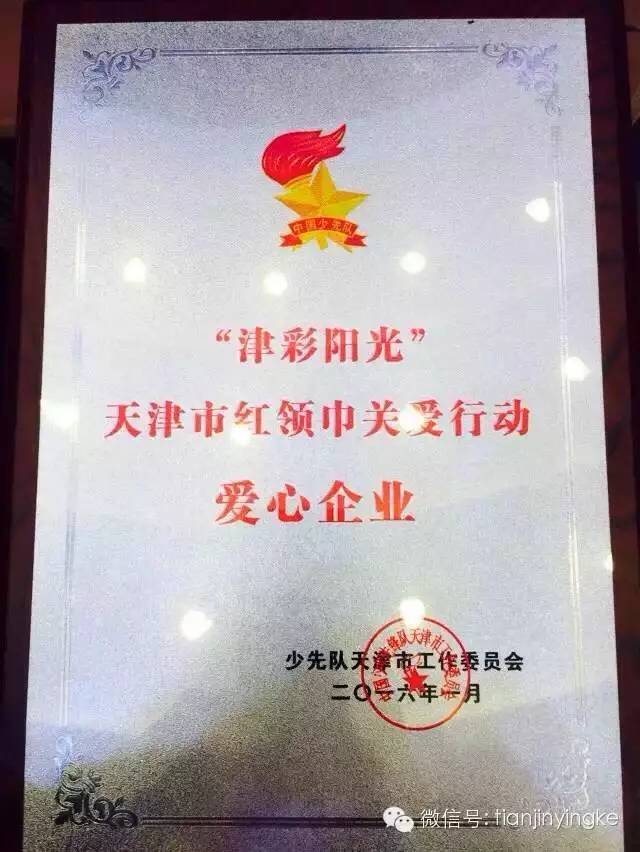 中国少先队
“津彩阳光”
天津市红领巾关爱行动
爱心企业
少先队天津市工作委员会
二〇一六年 月
微信号: tianjinyingke